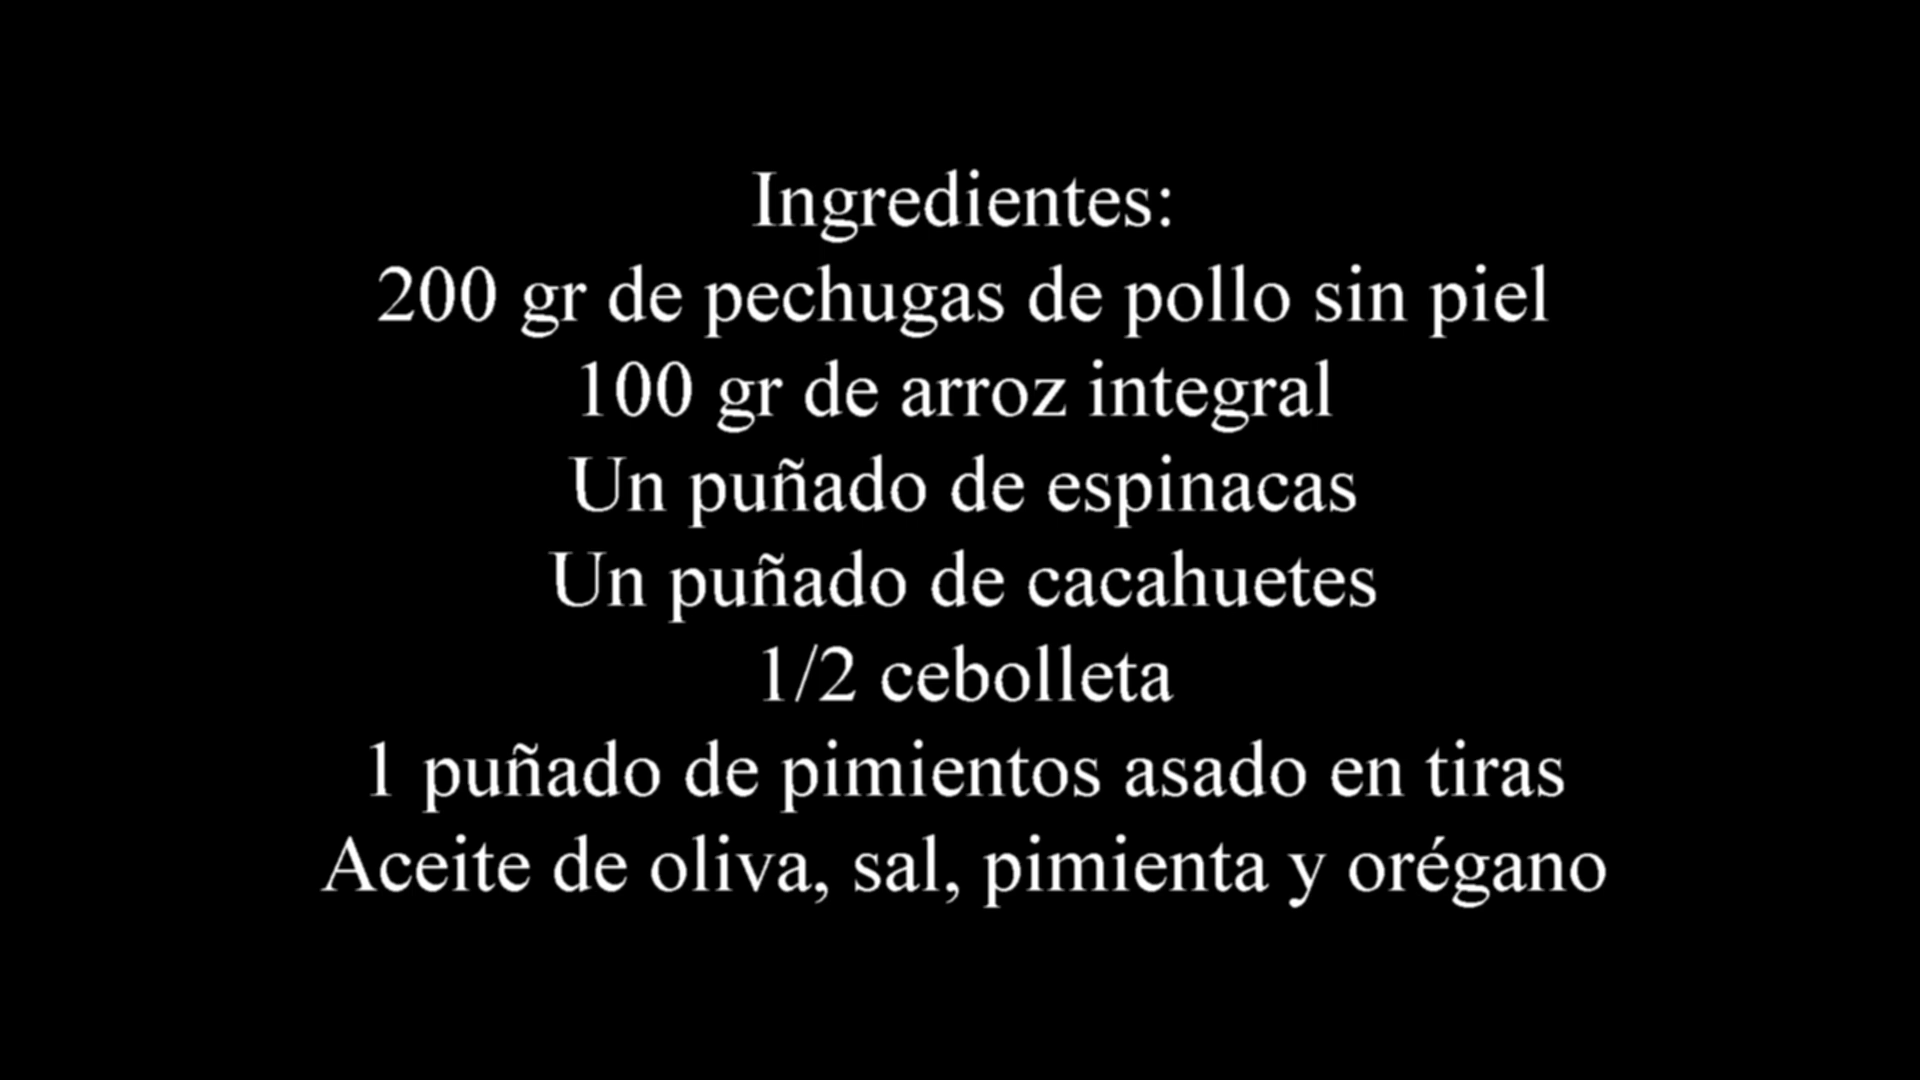 Ingredientes:
200 gr de pechugas de pollo sin piel
100 gr de arroz integral
Un puñado de espinacas
Un puñado de cacahuetes
1/2 cebolleta
1 puñado de pimientos asado en tiras
Aceite de oliva, sal, pimienta y orégano